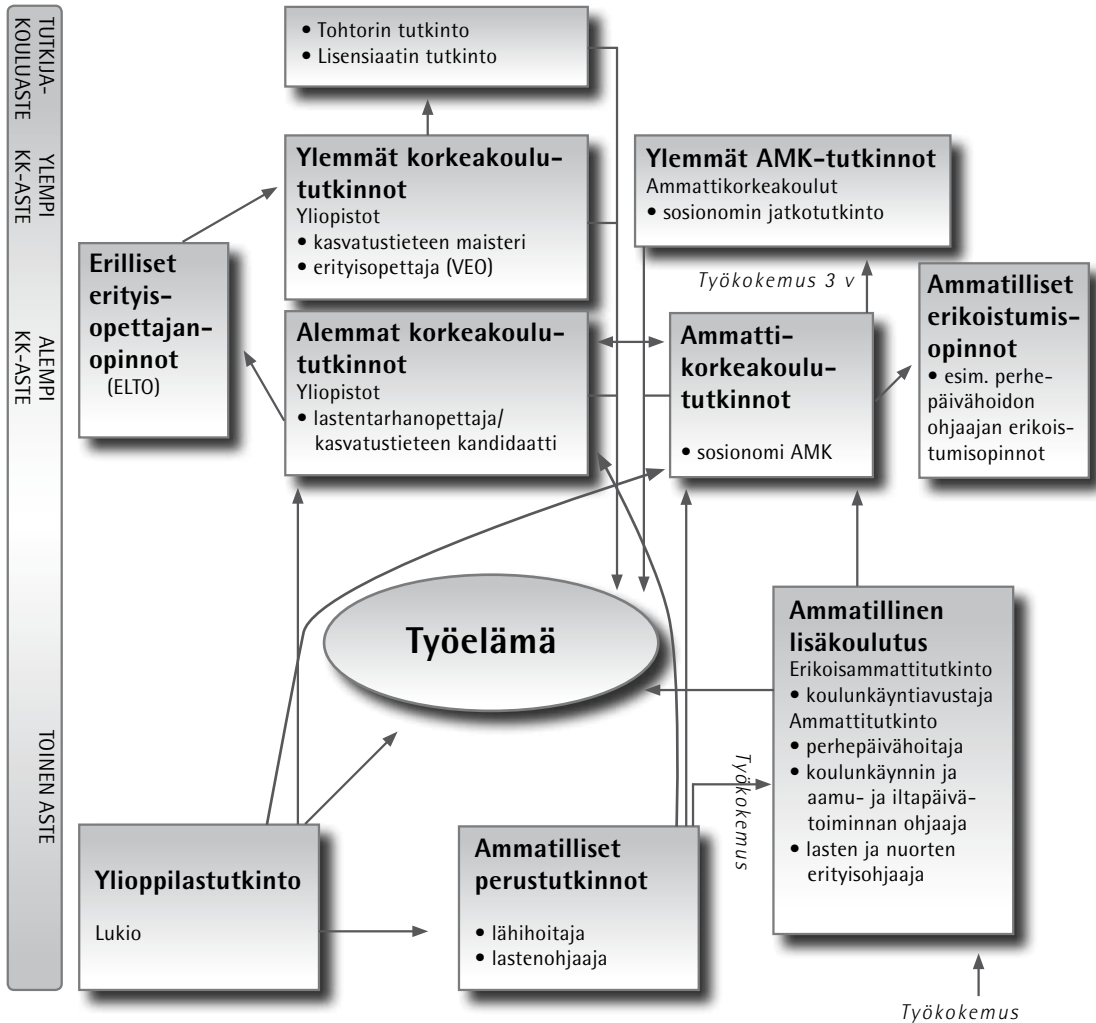 TUTKIJA-
KOULUASTE
YLEMPI
KK-ASTE
ALEMPI
KK-ASTE
TOINEN ASTE
• Tohtorin tutkinto
• Lisensiaatin tutkinto
Ylemmät korkeakoulu-
tutkinnot
Yliopistot
• kasvatustieteen maisteri
• erityisopettaja (VEO)
Ylemmät AMK-tutkinnot
Ammattikorkeakoulut
• sosionomin jatkotutkinto
Työkokemus 3 v
Erilliset
erityis-
opettajan-
opinnot
(ELTO)
Alemmat korkeakoulu-
tutkinnot
Yliopistot
• lastentarhanopettaja/
kasvatustieteen kandidaatti
Ammatti-
korkeakoulu-
tutkinnot
• sosionomi AMK
Ammatilliset
erikoistumis-
opinnot
• esim. perhe-
päivähoidon
ohjaajan erikois-
tumisopinnot
Työelämä
Ammatillinen
lisäkoulutus
Erikoisammattitutkinto
• koulunkäyntiavustaja
Ammattitutkinto
• perhepäivähoitaja
• koulunkäynnin ja
aamu- ja iltapäivä-
toiminnan ohjaaja
• lasten ja nuorten
erityisohjaaja
Työkokemus
Ylioppilastutkinto
Lukio
Ammatilliset
perustutkinnot
• lähihoitaja
• lastenohjaaja
Työkokemus